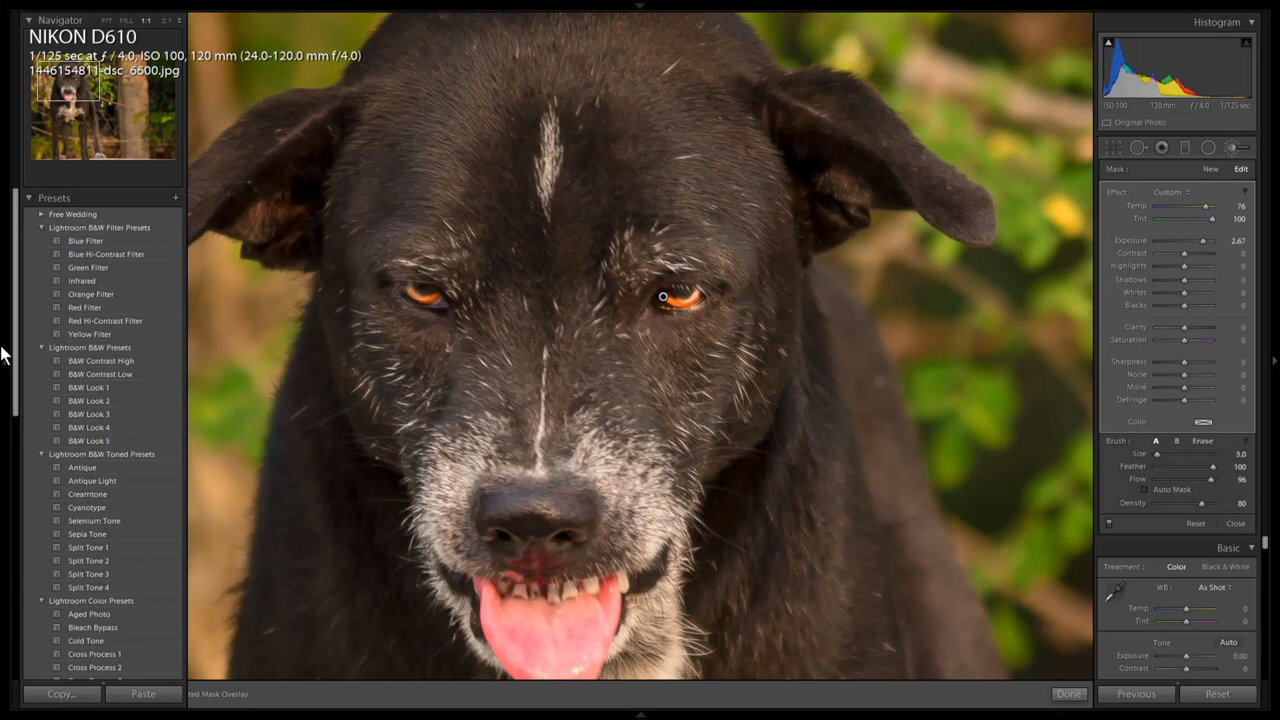 Navigator FIT FILL 1:1 2:1
NIKON D610
1/125 sec at ƒ / 4.0, ISO 100, 120 mm (24.0-120.0 mm f/4.0)
1446154811-dsc_6600.jpg
Presets +
Free Wedding
Lightroom B&W Filter Presets
Blue Filter
Blue Hi-Contrast Filter
Green Filter
Infrared
Orange Filter
Red Filter
Red Hi-Contrast Filter
Yellow Filter
Lightroom B&W Presets
B&W Contrast High
B&W Contrast Low
B&W Look 1
B&W Look 2
B&W Look 3
B&W Look 4
B&W Look 5
Lightroom B&W Toned Presets
Antique
Antique Light
Creamtone
Cyanotype
Selenium Tone
Sepia Tone
Split Tone 1
Split Tone 2
Split Tone 3
Split Tone 4
Lightroom Color Presets
Aged Photo
Bleach Bypass
Cold Tone
Cross Process 1
Cross Process 2
Copy... Paste
ted Mask Overlay
Done
Histogram
ISO 100 120 mm ƒ / 4.0 1/125 sec
Original Photo
Mask : New Edit
Effect : Custom
Temp 76
Tint 100
Exposure 2.67
Contrast 0
Highlights 0
Shadows 0
Whites 0
Blacks 0
Clarity 0
Saturation 0
Sharpness 0
Noise 0
Moiré 0
Defringe 0
Color
Brush : A B Erase
Size 3.0
Feather 100
Flow 96
Auto Mask
Density 80
Reset Close
Basic
Treatment : Color Black & White
WB : As Shot
Temp 0
Tint 0
Tone Auto
Exposure 0.00
Contrast 0
Previous Reset